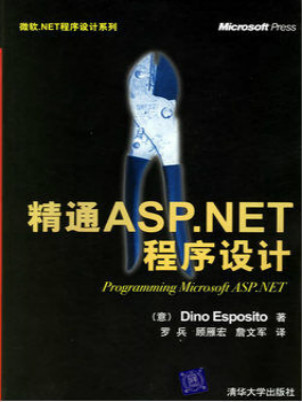 微软.NET程序设计系列
Microsoft Press
精通ASP.NET
程序设计
Programming Microsoft ASP.NET
(意) Dino Esposito 著
罗 兵 顾雁宏 詹文军 译
清华大学出版社